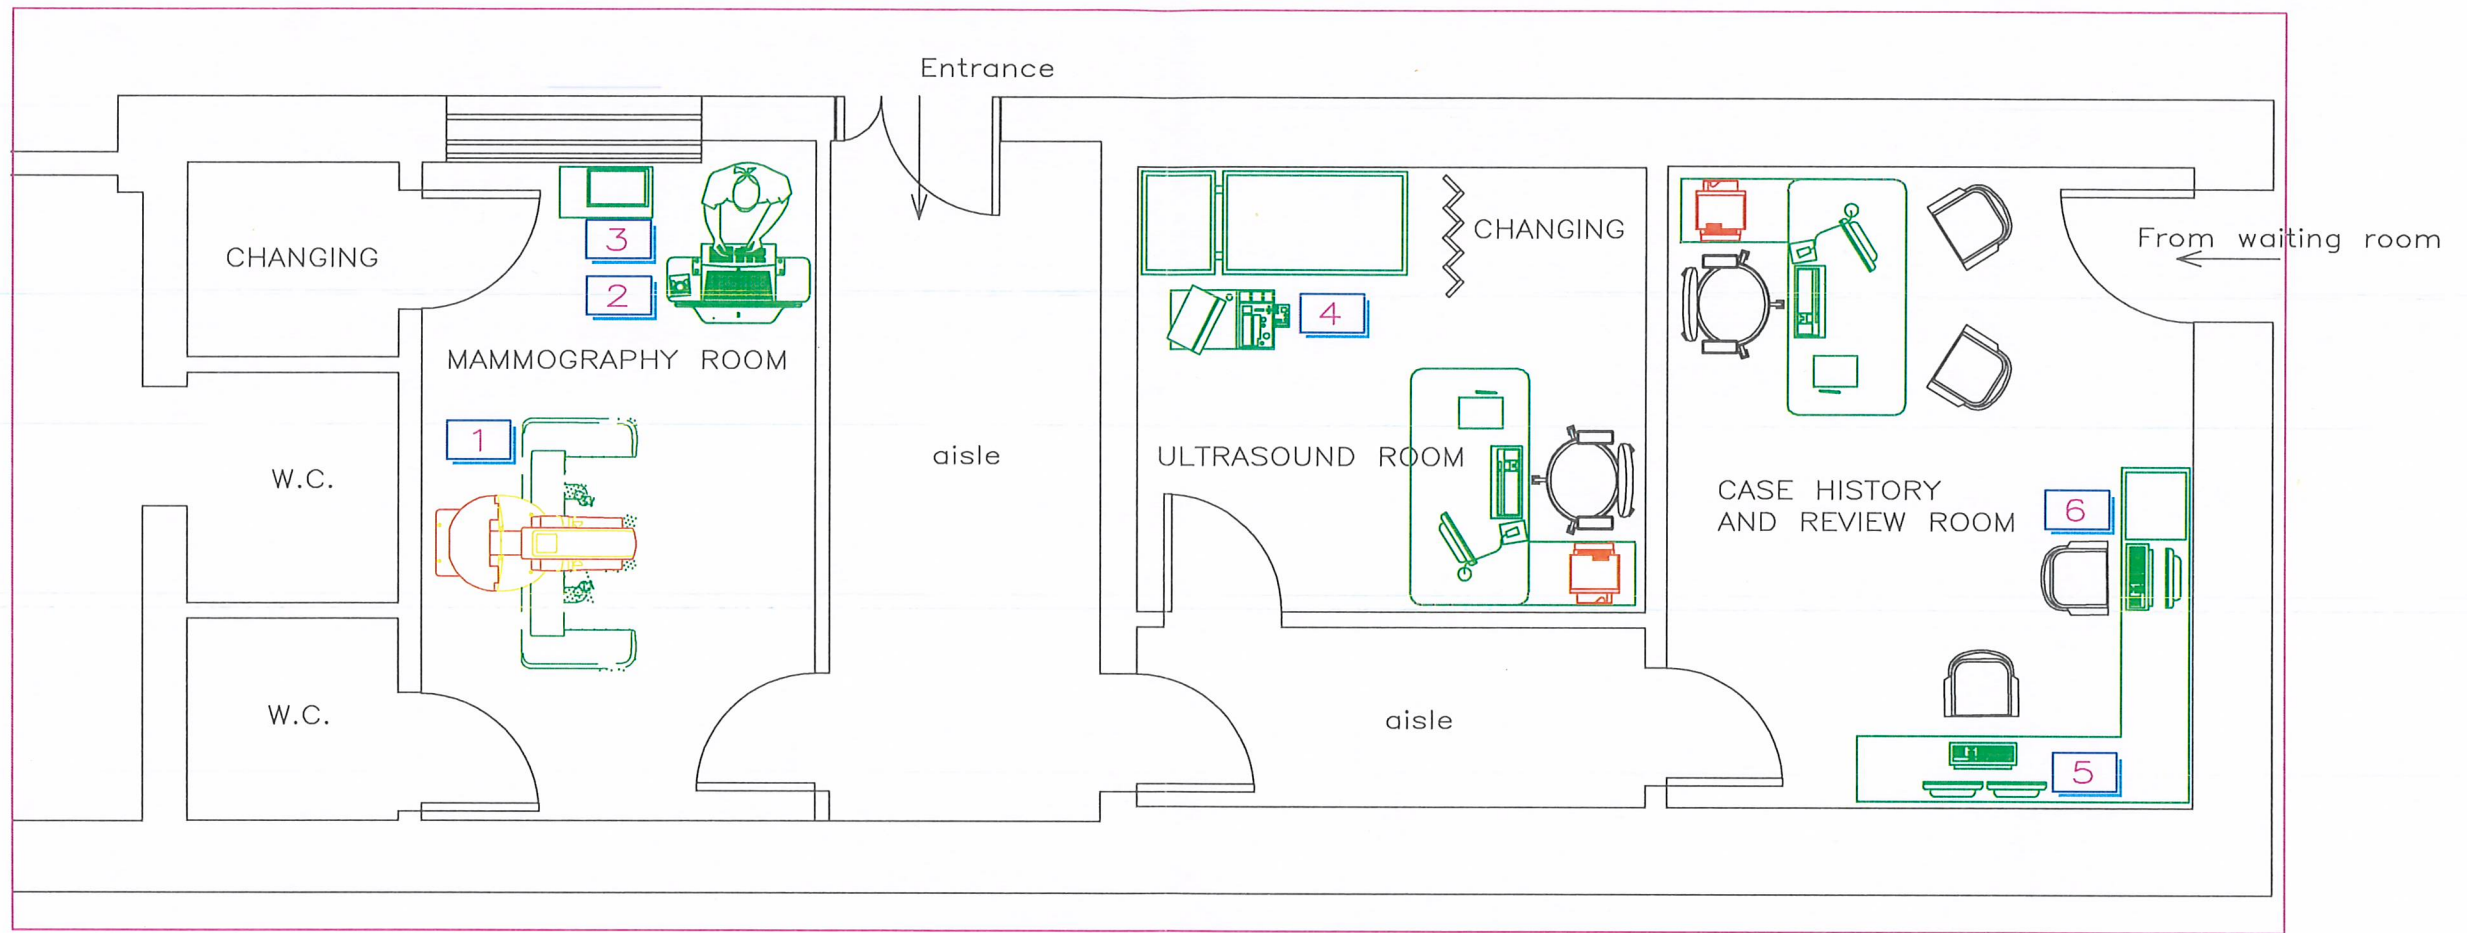 Entrance
CHANGING
3
2
MAMMOGRAPHY ROOM
1
W.C.
W.C.
aisle
CHANGING
4
ULTRASOUND ROOM
aisle
From waiting room
CASE HISTORY
AND REVIEW ROOM
6
5